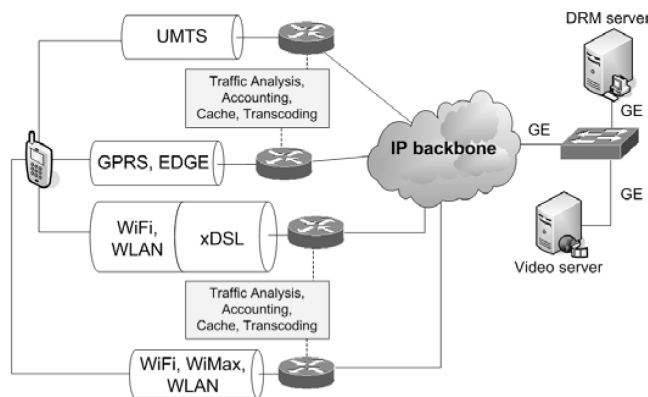 DRM server
UMTS
Traffic Analysis,
Accounting,
Cache, Transcoding
GE
IP backbone
GE
GPRS, EDGE
GE
WiFi,
WLAN
xDSL
Video server
Traffic Analysis,
Accounting,
Cache, Transcoding
WiFi, WiMax,
WLAN